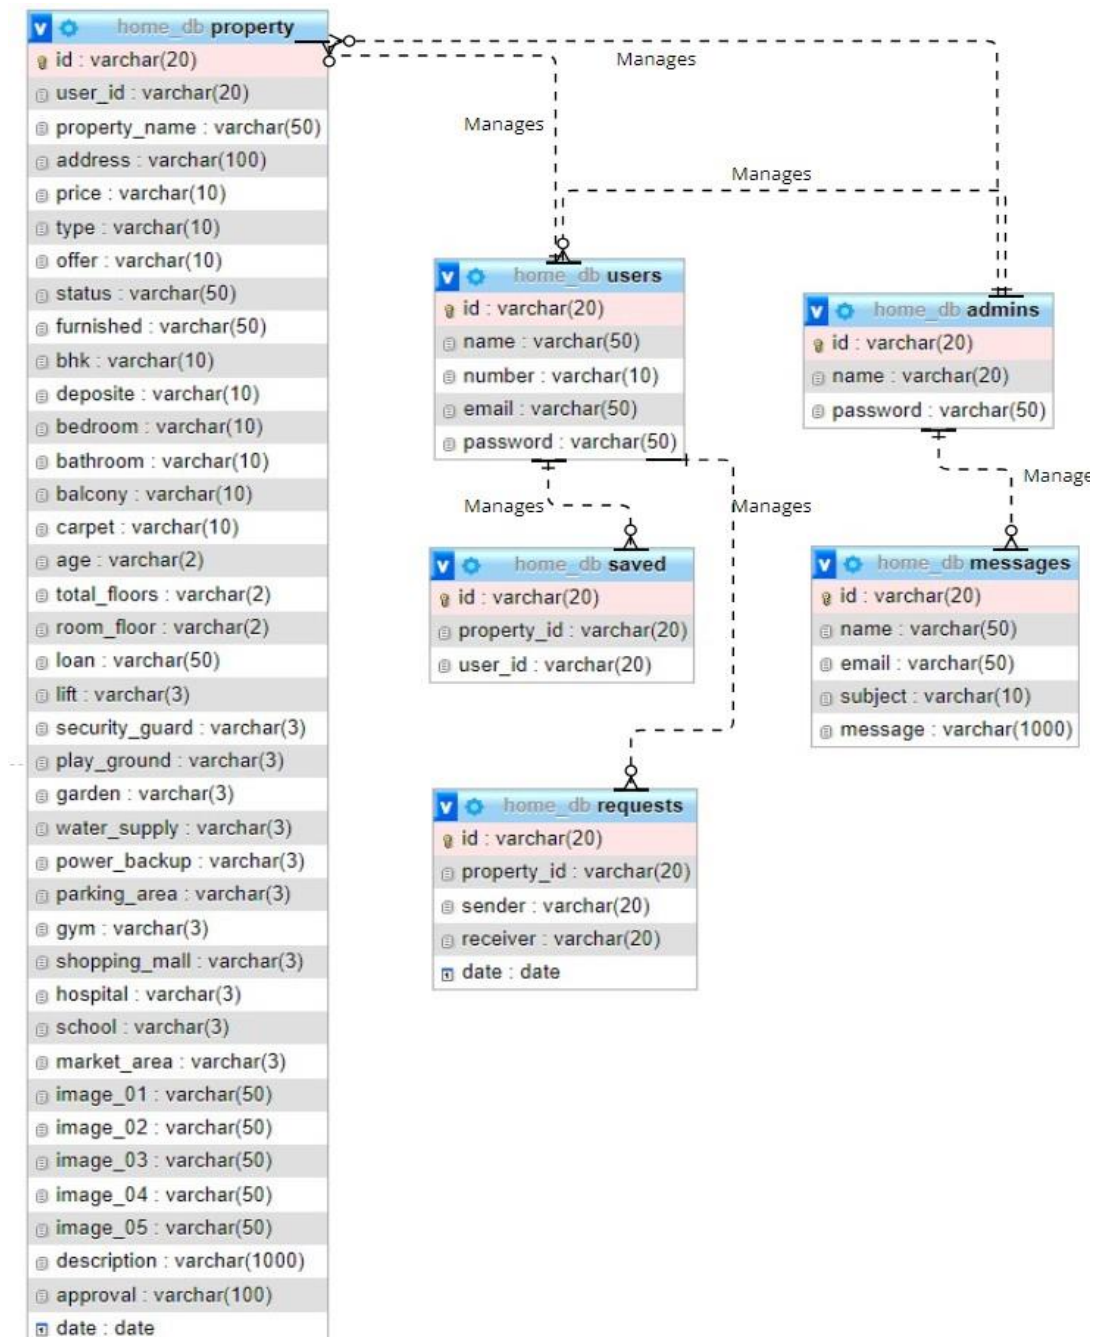 home_db property
id : varchar(20)
user_id : varchar(20)
property_name : varchar(50)
address : varchar(100)
price : varchar(10)
type : varchar(10)
offer : varchar(10)
status : varchar(50)
furnished : varchar(50)
bhk : varchar(10)
deposite : varchar(10)
bedroom : varchar(10)
bathroom : varchar(10)
balcony : varchar(10)
carpet : varchar(10)
age : varchar(2)
total_floors : varchar(2)
room_floor : varchar(2)
loan : varchar(50)
lift : varchar(3)
security_guard : varchar(3)
play_ground : varchar(3)
garden : varchar(3)
water_supply : varchar(3)
power_backup : varchar(3)
parking_area : varchar(3)
gym : varchar(3)
shopping_mall : varchar(3)
hospital : varchar(3)
school : varchar(3)
market_area : varchar(3)
image_01 : varchar(50)
image_02 : varchar(50)
image_03 : varchar(50)
image_04 : varchar(50)
image_05 : varchar(50)
description : varchar(1000)
approval : varchar(100)
date : date
Manages
Manages
Manages
home_db users
id : varchar(20)
name : varchar(50)
number : varchar(10)
email : varchar(50)
password : varchar(50)
home_db admins
id : varchar(20)
name : varchar(20)
password : varchar(50)
Manages
Manages
Manage
home_db saved
id : varchar(20)
property_id : varchar(20)
user_id : varchar(20)
home_db messages
id : varchar(20)
name : varchar(50)
email : varchar(50)
subject : varchar(10)
message : varchar(1000)
home_db requests
id : varchar(20)
property_id : varchar(20)
sender : varchar(20)
receiver : varchar(20)
date : date